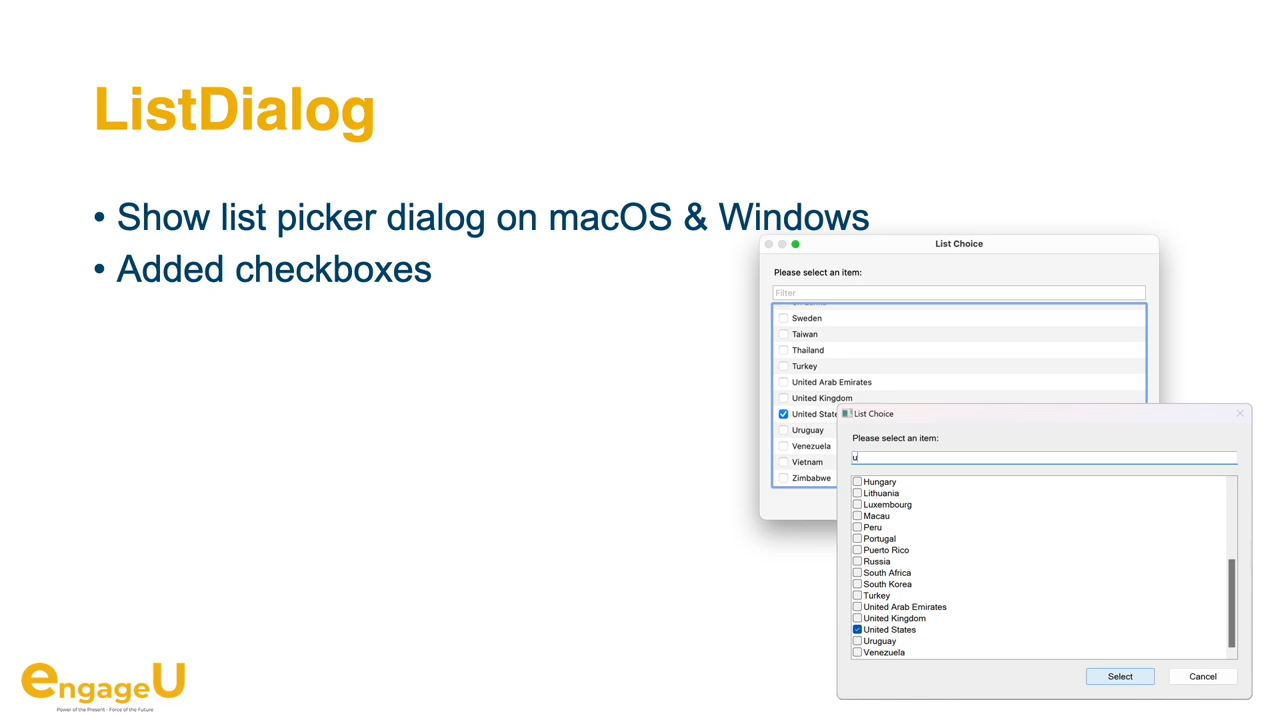 ListDialog
• Show list picker dialog on macOS & Windows
• Added checkboxes
List Choice
Please select an item:
Filter
Sweden
Taiwan
Thailand
Turkey
United Arab Emirates
United Kingdom
United State
Uruguay
Venezuela
Vietnam
Zimbabwe
List Choice
Please select an item:
u
Hungary
Lithuania
Luxembourg
Macau
Peru
Portugal
Puerto Rico
Russia
South Africa
South Korea
Turkey
United Arab Emirates
United Kingdom
United States
Uruguay
Venezuela
Select Cancel
engageU
Power of the Present - Force of the Future